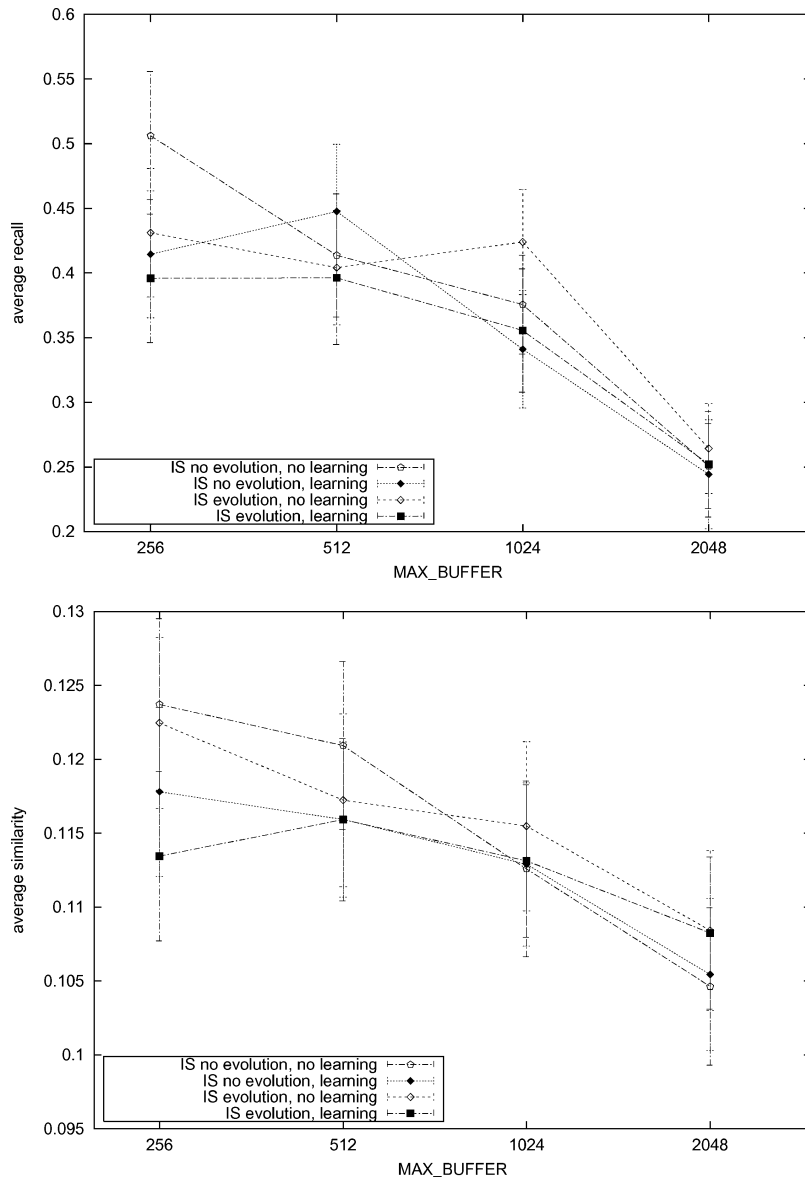 0.6
0.55
0.5
0.45
0.4
0.35
0.3
0.25
0.2
average recall
IS no evolution, no learning
IS no evolution, learning
IS evolution, no learning
IS evolution, learning
256
512
1024
2048
MAX_BUFFER
0.13
0.125
0.12
0.115
0.11
0.105
0.1
0.095
average similarity
IS no evolution, no learning
IS no evolution, learning
IS evolution, no learning
IS evolution, learning
256
512
1024
2048
MAX_BUFFER